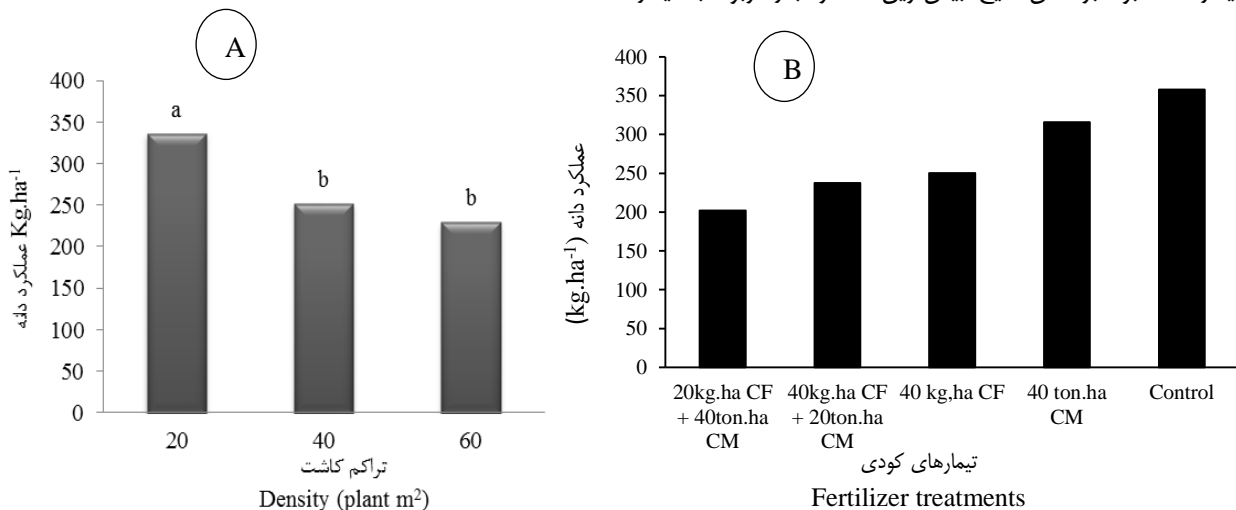 A
400
350
300
250
200
150
100
50
0
a
b
b
20
40
60
عملکرد دانه Kg.ha⁻¹
تراکم کاشت
Density (plant m²)
B
400
350
300
250
200
150
100
50
0
عملکرد دانه (kg.ha⁻¹)
20kg.ha CF
+ 40ton.ha
CM
40kg.ha CF
+ 20ton.ha
CM
40 kg,ha CF
40 ton.ha
CM
Control
تیمارهای کودی
Fertilizer treatments